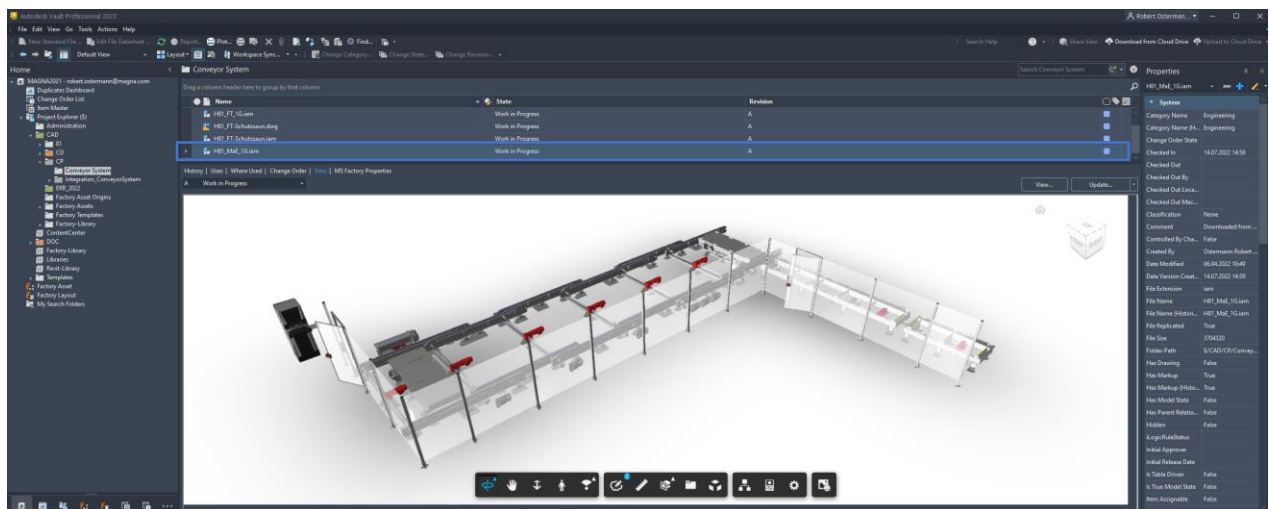 Autodesk Vault Professional 2023
Robert Osterman...
File Edit View Go Tools Actions Help
New Standard File... Edit File Datasheet... Report... Plot... Find...
Search Help Share View Download from Cloud Drive Upload to Cloud Drive
Default View Layout Workspace Sync... Change Category... Change State... Change Revision...
Home
MAGNA2021 - robert.ostermann@magna.com
Duplicates Dashboard
Change Order List
Item Master
Project Explorer ($)
Administration
CAD
B1
CD
CP
Conveyor System
Integration_ConveyorSystem
ERR_2022
Factory Asset Origins
Factory Assets
Factory Templates
Factory-Library
ContentCenter
DOC
Factory-Library
Libraries
Revit-Library
Templates
Factory Asset
Factory Layout
My Search Folders
Conveyor System
Search Conveyor System
Drag a column header here to group by that column
Name State Revision
HB1_FT_1G.iam Work in Progress A
HB1_FT-Schutzzaun.dwg Work in Progress A
HB1_FT-Schutzzaun.iam Work in Progress A
HB1_MaE_1G.iam Work in Progress A
History | Uses | Where Used | Change Order | View | MS Factory Properties
A Work in Progress View... Update...
TOP
FRONT
Properties
HB1_MaE_1G.iam
System
Category Name Engineering
Category Name (H... Engineering
Change Order State
Checked In 14.07.2022 14:59
Checked Out
Checked Out By
Checked Out Loca...
Checked Out Mac...
Classification None
Comment Downloaded from ...
Controlled By Cha... False
Created By Ostermann Robert ...
Date Modified 06.04.2022 10:49
Date Version Creat... 14.07.2022 14:59
File Extension iam
File Name HB1_MaE_1G.iam
File Name (Histori... HB1_MaE_1G.iam
File Replicated True
File Size 3704320
Folder Path $/CAD/CP/Convey...
Has Drawing False
Has Markup True
Has Markup (Histo... True
Has Model State False
Has Parent Relatio... False
Hidden False
iLogicRuleStatus
Initial Approver
Initial Release Date
Is Table Driven False
Is True Model State False
Item Assignable False